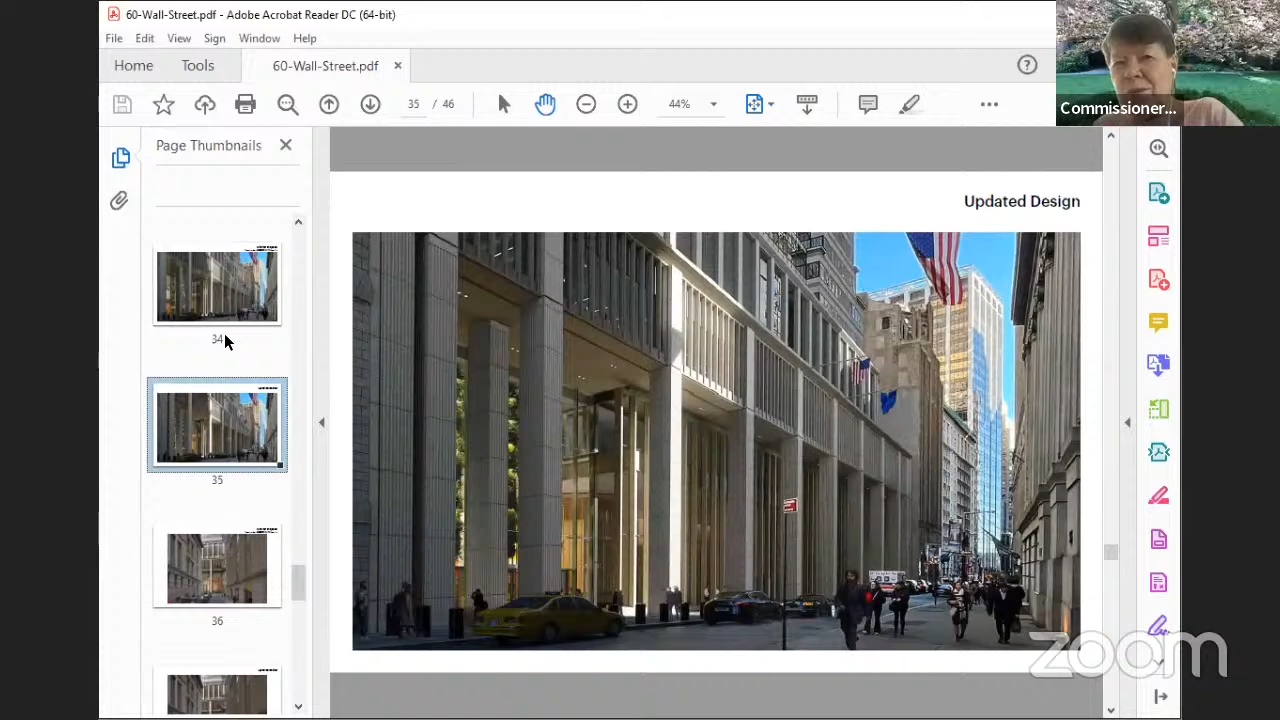 60-Wall-Street.pdf - Adobe Acrobat Reader DC (64-bit)
File Edit View Sign Window Help
Home Tools 60-Wall-Street.pdf ×
35 / 46 44%
Commissioner...
Page Thumbnails
Updated Design
34
35
36
zoom